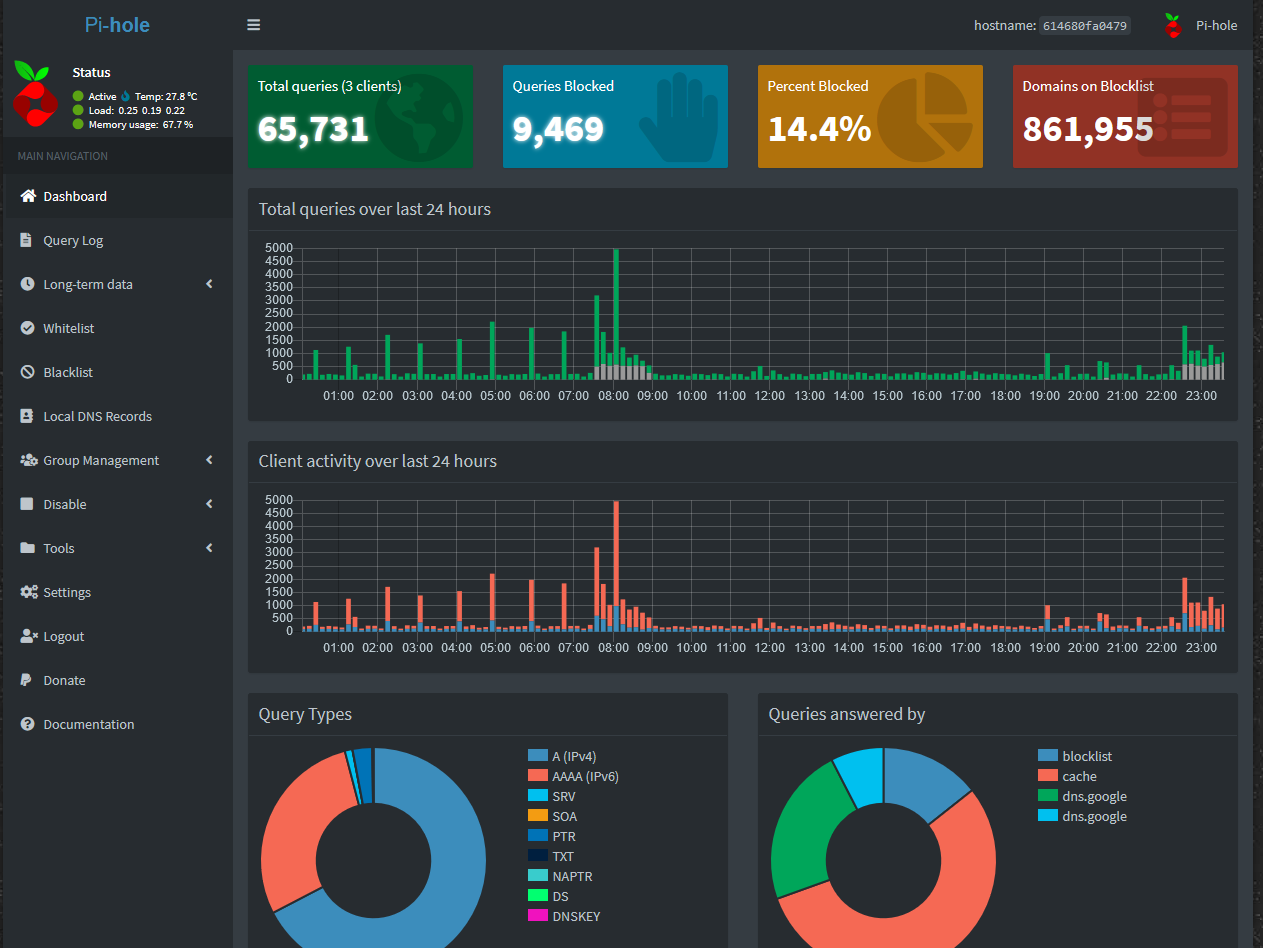 Pi-hole
hostname: 614680fa0479
Pi-hole
Status
Active Temp: 27.8 °C
Load: 0.25 0.19 0.22
Memory usage: 67.7 %
MAIN NAVIGATION
Dashboard
Query Log
Long-term data
Whitelist
Blacklist
Local DNS Records
Group Management
Disable
Tools
Settings
Logout
Donate
Documentation
Total queries (3 clients)
65,731
Queries Blocked
9,469
Percent Blocked
14.4%
Domains on Blocklist
861,955
Total queries over last 24 hours
5000
4500
4000
3500
3000
2500
2000
1500
1000
500
0
01:00 02:00 03:00 04:00 05:00 06:00 07:00 08:00 09:00 10:00 11:00 12:00 13:00 14:00 15:00 16:00 17:00 18:00 19:00 20:00 21:00 22:00 23:00
Client activity over last 24 hours
5000
4500
4000
3500
3000
2500
2000
1500
1000
500
0
01:00 02:00 03:00 04:00 05:00 06:00 07:00 08:00 09:00 10:00 11:00 12:00 13:00 14:00 15:00 16:00 17:00 18:00 19:00 20:00 21:00 22:00 23:00
Query Types
A (IPv4)
AAAA (IPv6)
SRV
SOA
PTR
TXT
NAPTR
DS
DNSKEY
Queries answered by
blocklist
cache
dns.google
dns.google